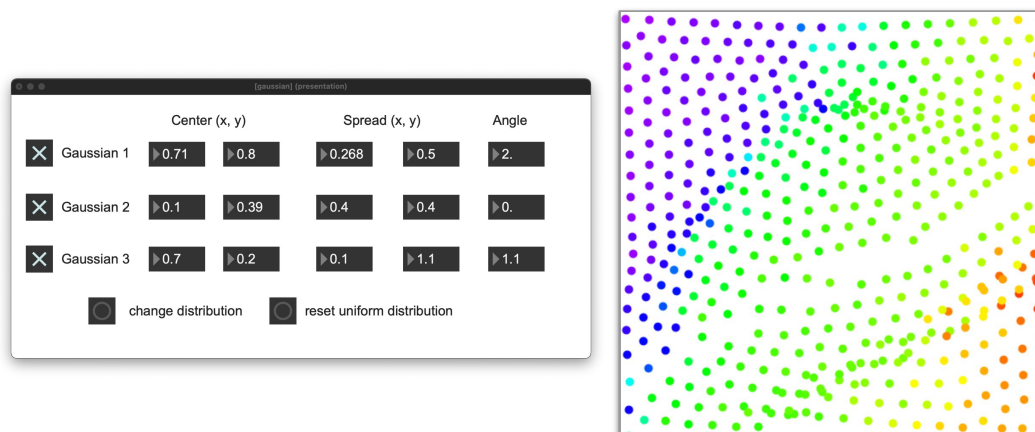 [gaussian] (presentation)
Center (x, y) Spread (x, y) Angle
Gaussian 1 0.71 0.8 0.268 0.5 2.
Gaussian 2 0.1 0.39 0.4 0.4 0.
Gaussian 3 0.7 0.2 0.1 1.1 1.1
change distribution reset uniform distribution